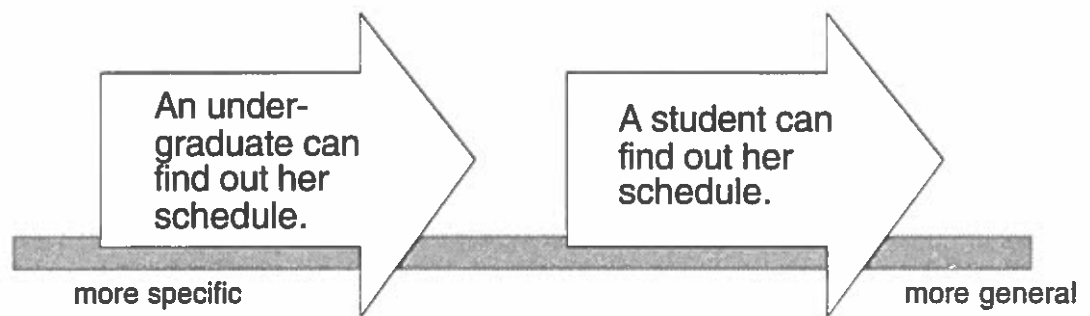 An under-
graduate can
find out her
schedule.
A student can
find out her
schedule.
more specific
more general